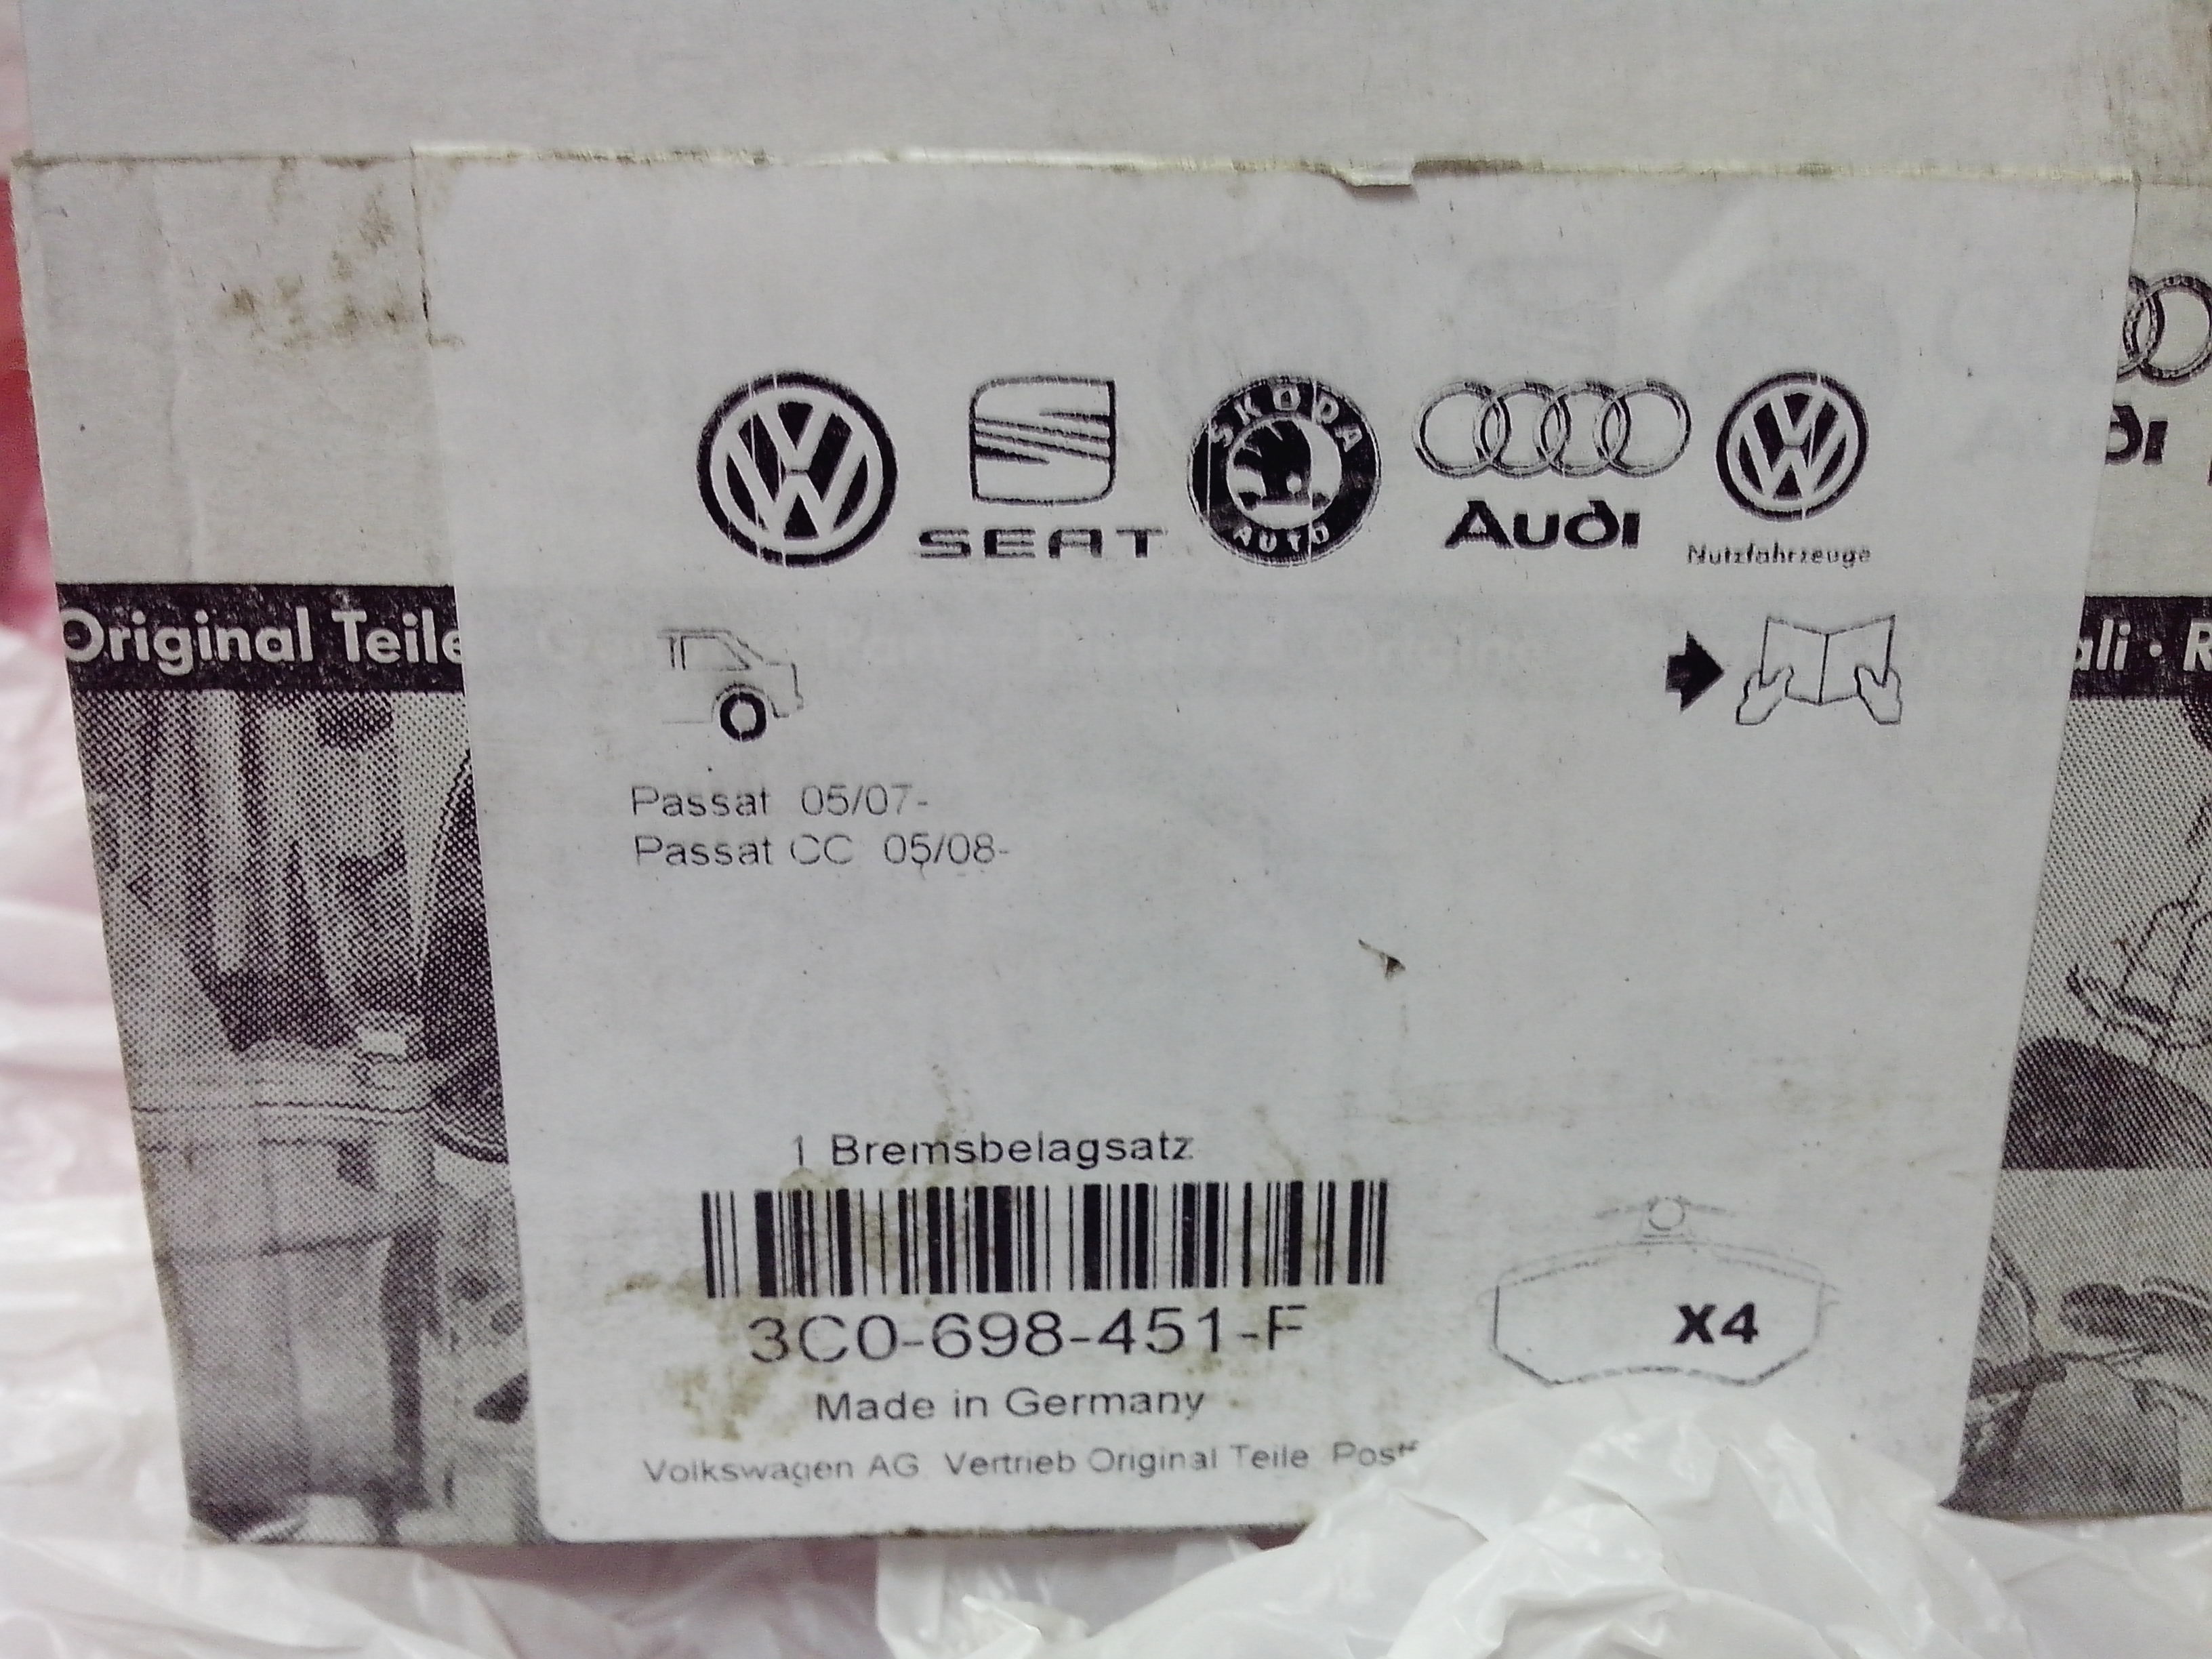 SEAT
SKODA
AUTO
Audi
Nutzfahrzeuge
Original Teile
ali · R
Passat 05/07-
Passat CC 05/08-
1 Bremsbelagsatz
3C0-698-451-F
X4
Made in Germany
Volkswagen AG Vertrieb Original Teile